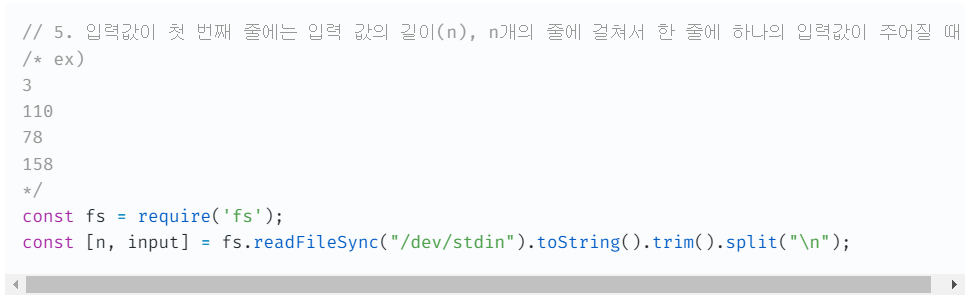 // 5. 입력값이 첫 번째 줄에는 입력 값의 길이(n), n개의 줄에 걸쳐서 한 줄에 하나의 입력값이 주어질 때
/* ex)
3
110
78
158
*/
const fs = require('fs');
const [n, input] = fs.readFileSync("/dev/stdin").toString().trim().split("\n");